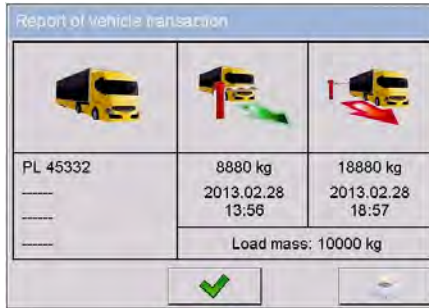 Report of vehicle transaction
PL 45332
------
------
------
8880 kg
2013.02.28
13:56
18880 kg
2013.02.28
18:57
Load mass: 10000 kg